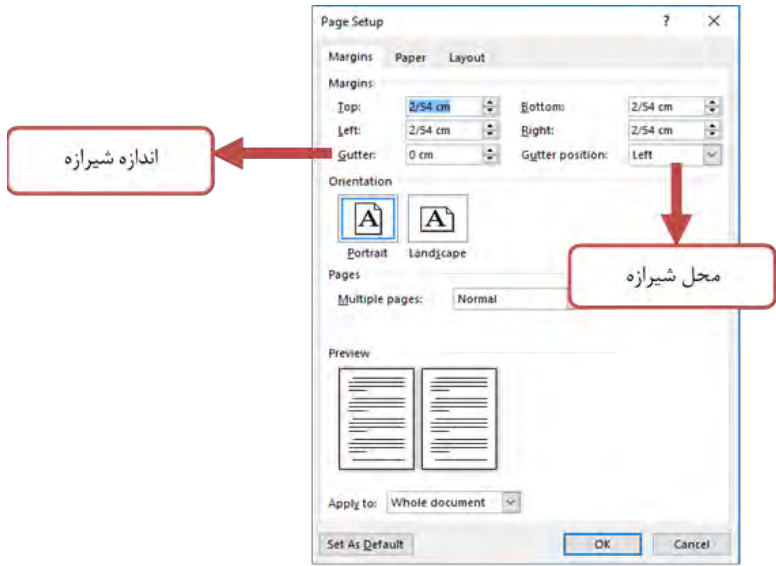 Page Setup ? ×
Margins Paper Layout
Margins
Top: 2/54 cm Bottom: 2/54 cm
Left: 2/54 cm Right: 2/54 cm
Gutter: 0 cm Gutter position: Left
اندازه شیرازه
Orientation
A A
Portrait Landscape
محل شیرازه
Pages
Multiple pages: Normal
Preview
Apply to: Whole document
Set As Default OK Cancel